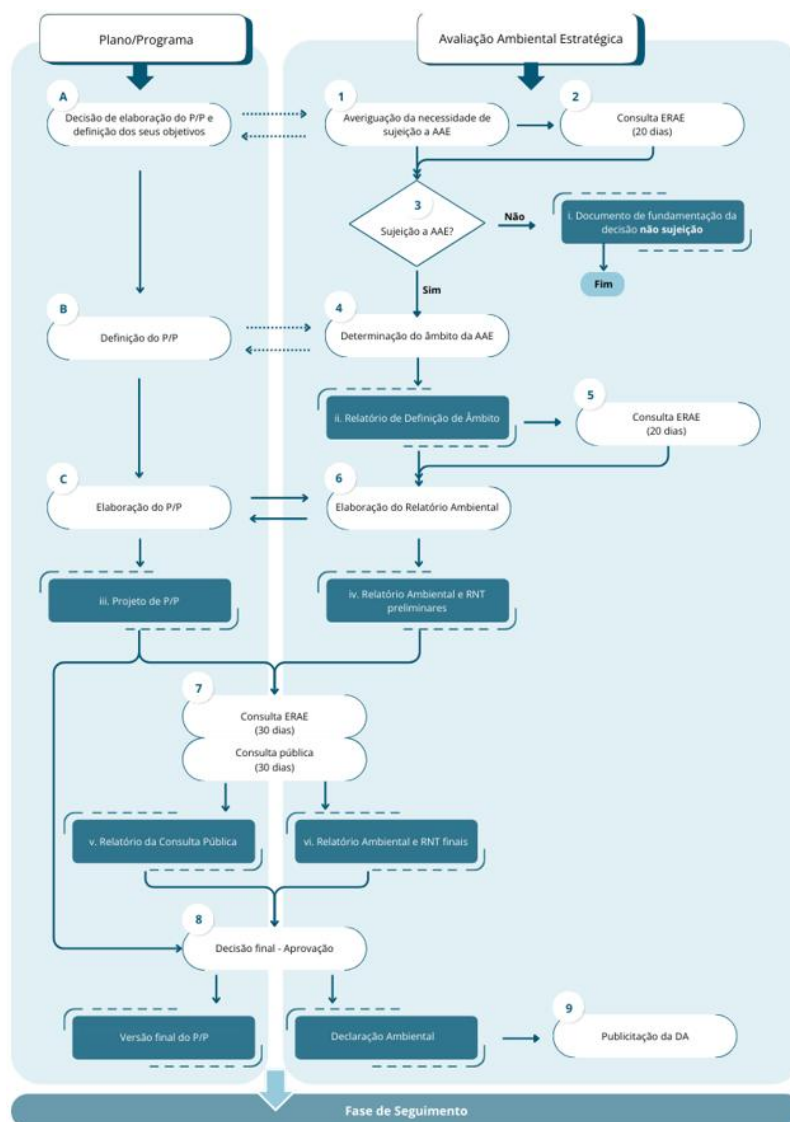 Plano/Programa
Avaliação Ambiental Estratégica
A
Decisão de elaboração do P/P e
definição dos seus objetivos
1
Averiguação da necessidade de
sujeição a AAE
2
Consulta ERAE
(20 dias)
3
Sujeição a AAE?
Não
i. Documento de fundamentação da
decisão não sujeição
Fim
Sim
B
Definição do P/P
4
Determinação do âmbito da AAE
ii. Relatório de Definição de Âmbito
5
Consulta ERAE
(20 dias)
C
Elaboração do P/P
6
Elaboração do Relatório Ambiental
iii. Projeto de P/P
iv. Relatório Ambiental e RNT
preliminares
7
Consulta ERAE
(30 dias)
Consulta pública
(30 dias)
v. Relatório da Consulta Pública
vi. Relatório Ambiental e RNT finais
8
Decisão final - Aprovação
Versão final do P/P
Declaração Ambiental
9
Publicitação da DA
Fase de Seguimento